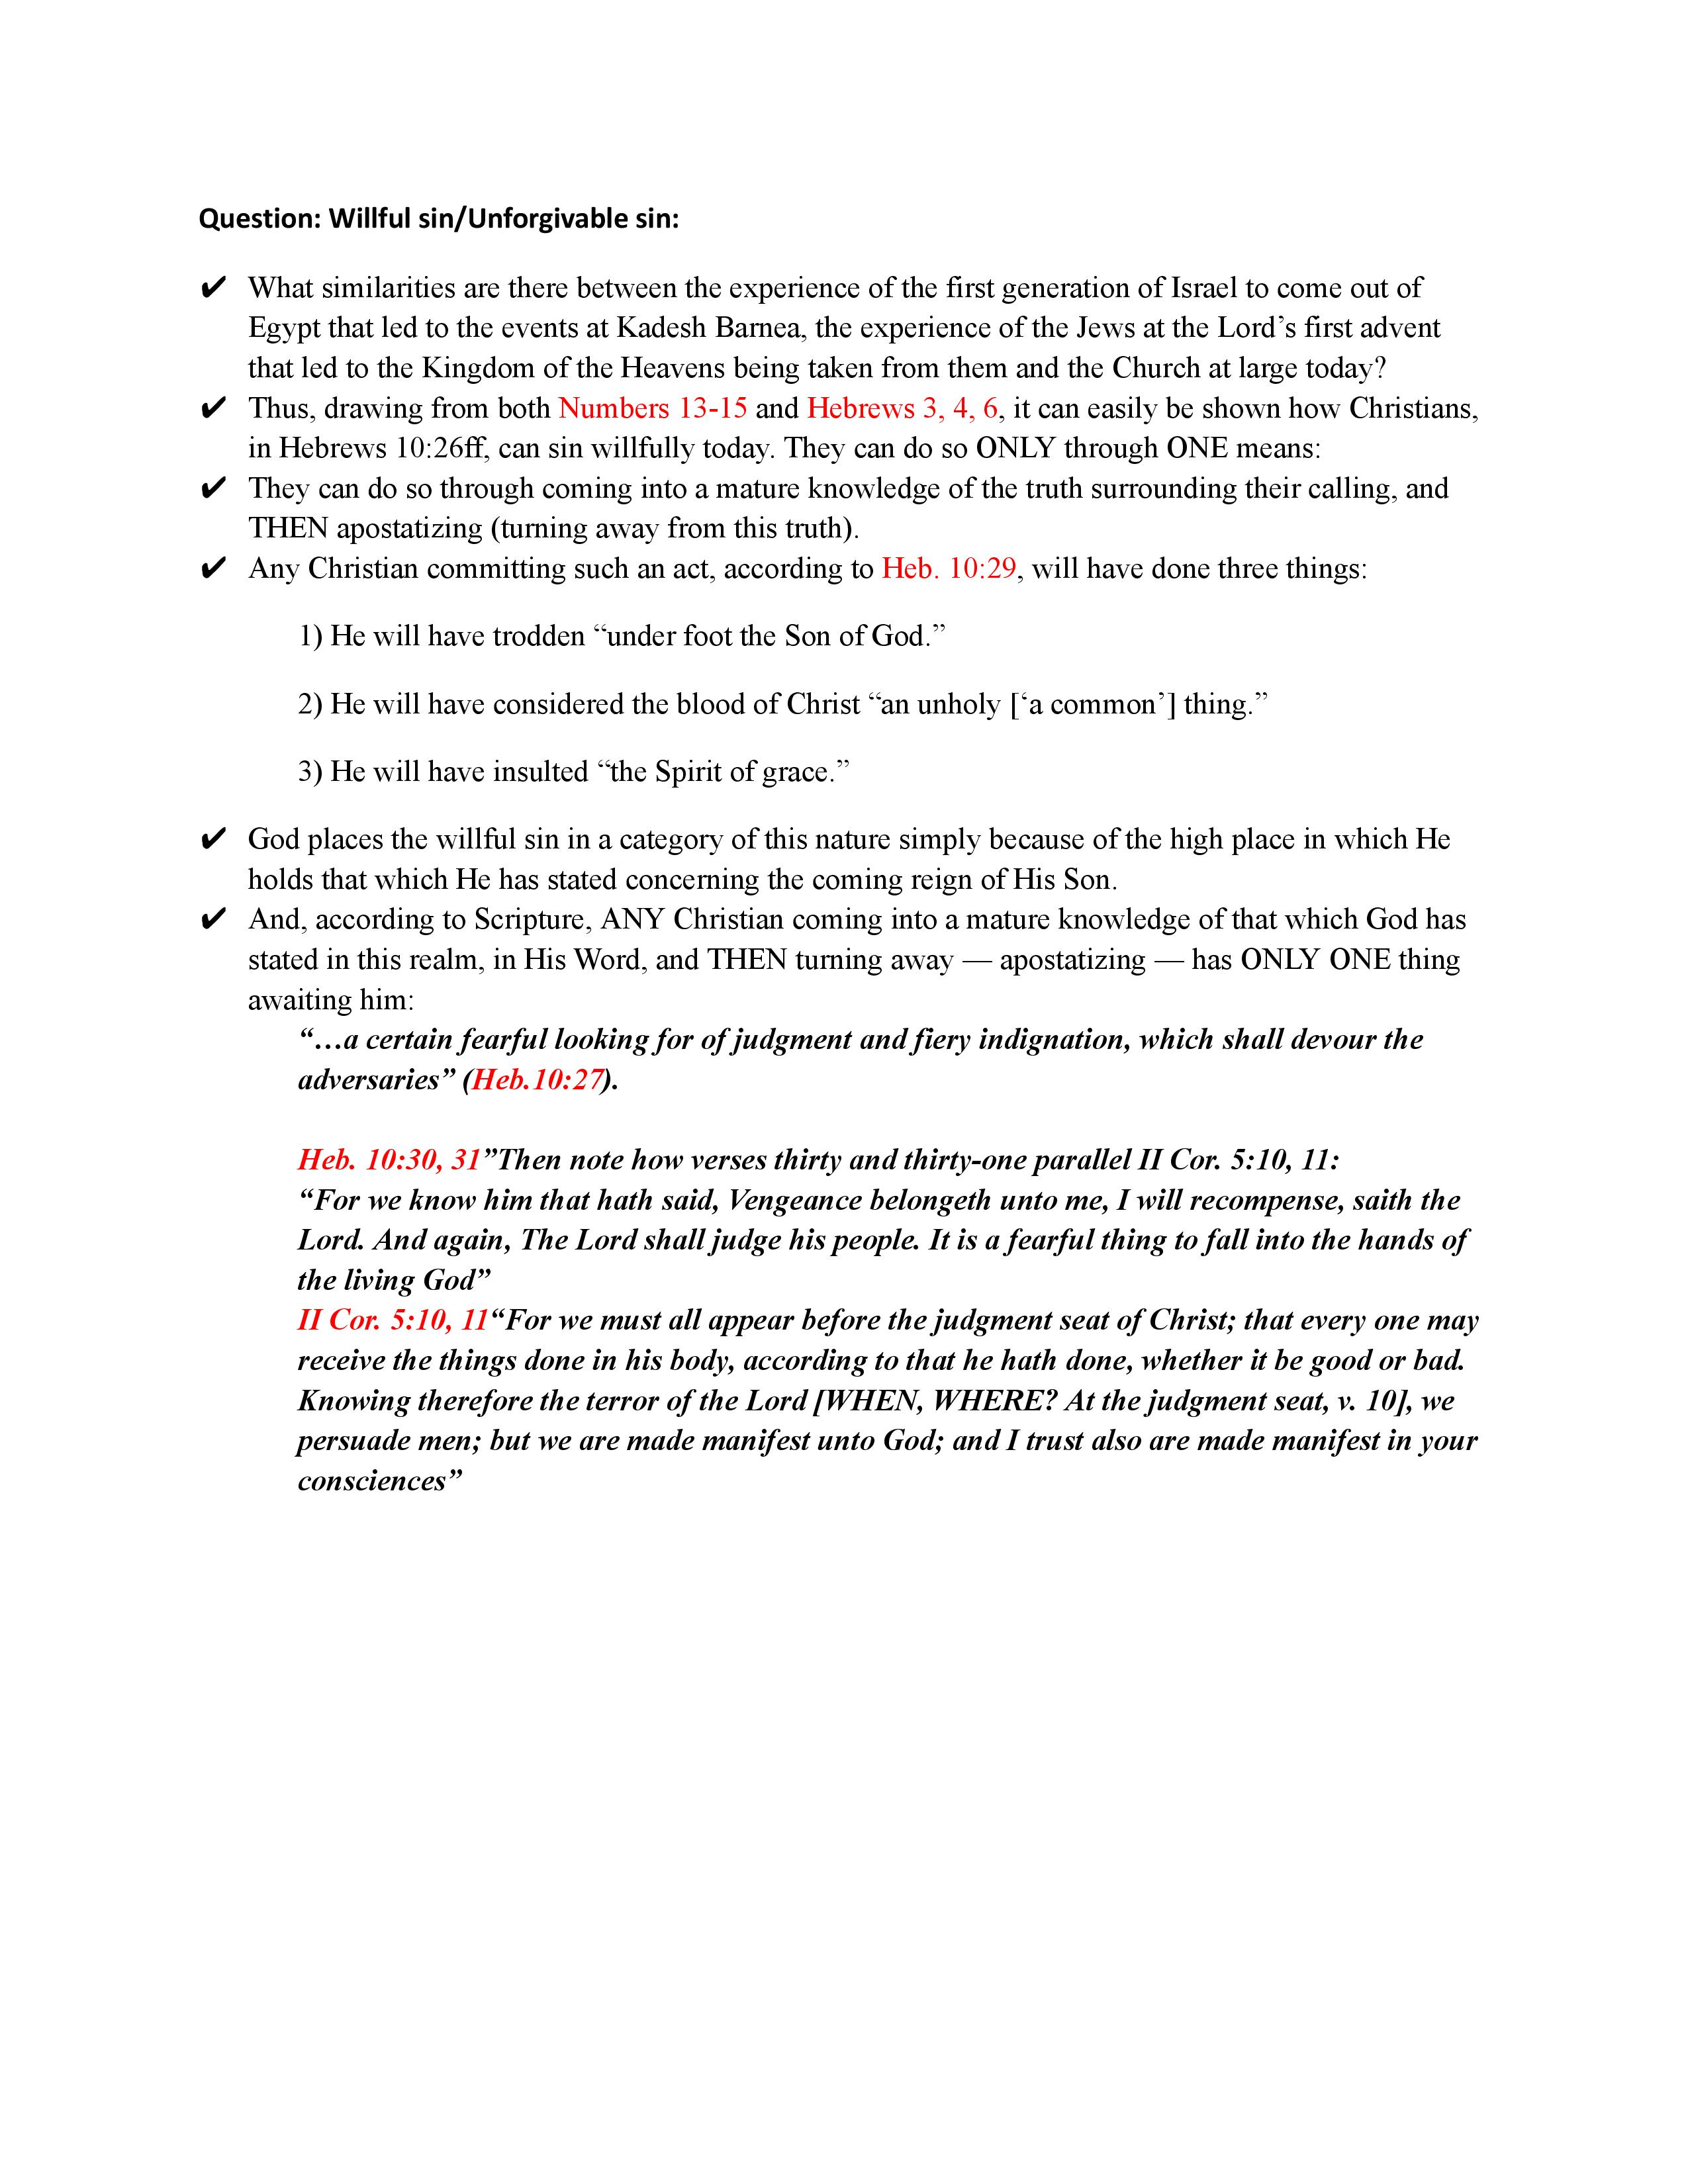 Question: Willful sin/Unforgivable sin:
✔ What similarities are there between the experience of the first generation of Israel to come out of
Egypt that led to the events at Kadesh Barnea, the experience of the Jews at the Lord’s first advent
that led to the Kingdom of the Heavens being taken from them and the Church at large today?
✔ Thus, drawing from both Numbers 13-15 and Hebrews 3, 4, 6, it can easily be shown how Christians,
in Hebrews 10:26ff, can sin willfully today. They can do so ONLY through ONE means:
✔ They can do so through coming into a mature knowledge of the truth surrounding their calling, and
THEN apostatizing (turning away from this truth).
✔ Any Christian committing such an act, according to Heb. 10:29, will have done three things:
1) He will have trodden “under foot the Son of God.”
2) He will have considered the blood of Christ “an unholy [‘a common’] thing.”
3) He will have insulted “the Spirit of grace.”
✔ God places the willful sin in a category of this nature simply because of the high place in which He
holds that which He has stated concerning the coming reign of His Son.
✔ And, according to Scripture, ANY Christian coming into a mature knowledge of that which God has
stated in this realm, in His Word, and THEN turning away — apostatizing — has ONLY ONE thing
awaiting him:
“…a certain fearful looking for of judgment and fiery indignation, which shall devour the
adversaries” (Heb.10:27).
Heb. 10:30, 31”Then note how verses thirty and thirty-one parallel II Cor. 5:10, 11:
“For we know him that hath said, Vengeance belongeth unto me, I will recompense, saith the
Lord. And again, The Lord shall judge his people. It is a fearful thing to fall into the hands of
the living God”
II Cor. 5:10, 11“For we must all appear before the judgment seat of Christ; that every one may
receive the things done in his body, according to that he hath done, whether it be good or bad.
Knowing therefore the terror of the Lord [WHEN, WHERE? At the judgment seat, v. 10], we
persuade men; but we are made manifest unto God; and I trust also are made manifest in your
consciences”